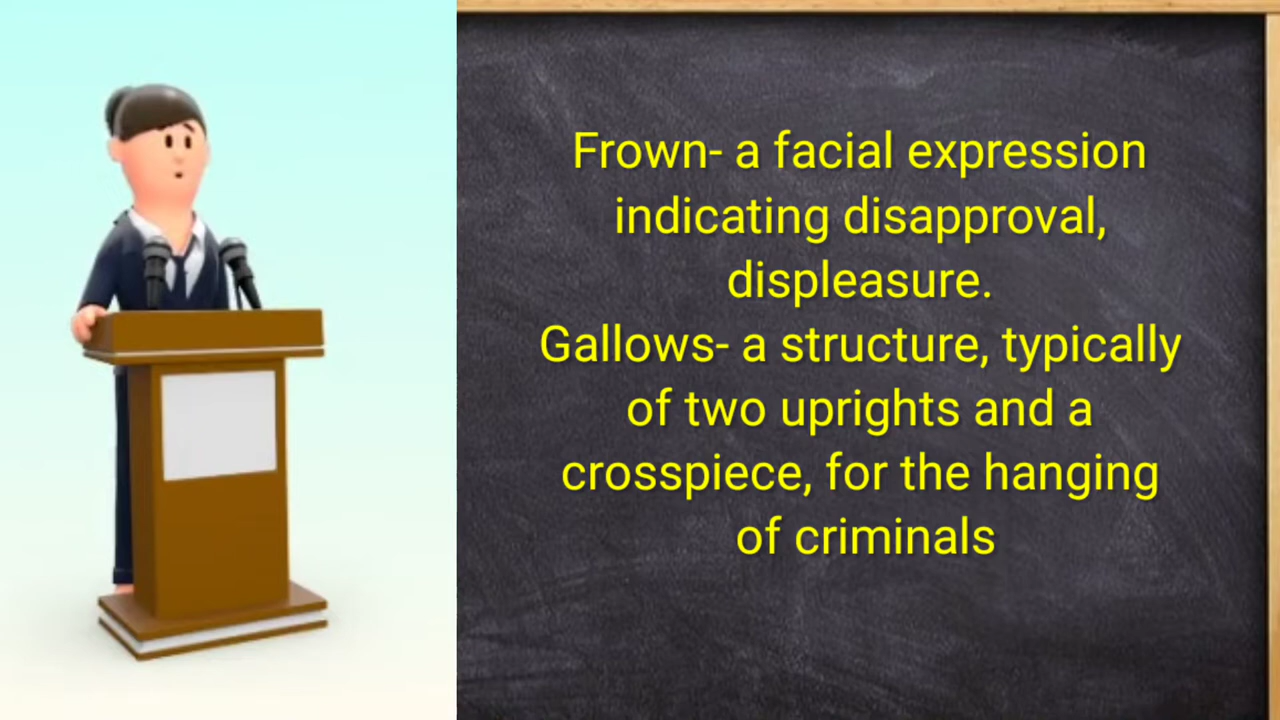 Frown- a facial expression
indicating disapproval,
displeasure.
Gallows- a structure, typically
of two uprights and a
crosspiece, for the hanging
of criminals